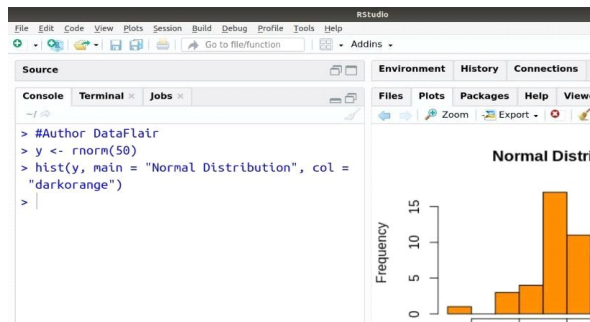 RStudio
File Edit Code View Plots Session Build Debug Profile Tools Help
Go to file/function Addins
Source
Console Terminal Jobs
~/
> #Author DataFlair
> y <- rnorm(50)
> hist(y, main = "Normal Distribution", col =
"darkorange")
>
Environment History Connections
Files Plots Packages Help View
Zoom Export
Normal Distri
Frequency
15
10
5
0